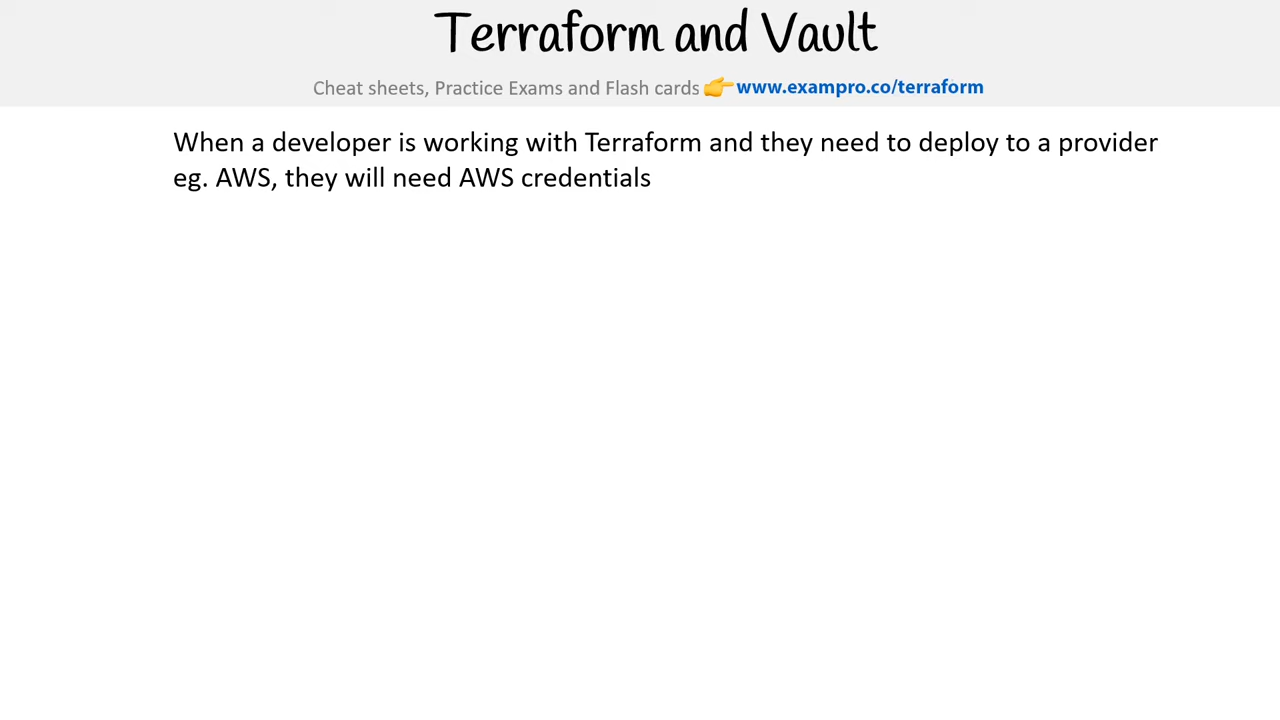 Terraform and Vault
Cheat sheets, Practice Exams and Flash cards 👉 www.exampro.co/terraform
When a developer is working with Terraform and they need to deploy to a provider
eg. AWS, they will need AWS credentials